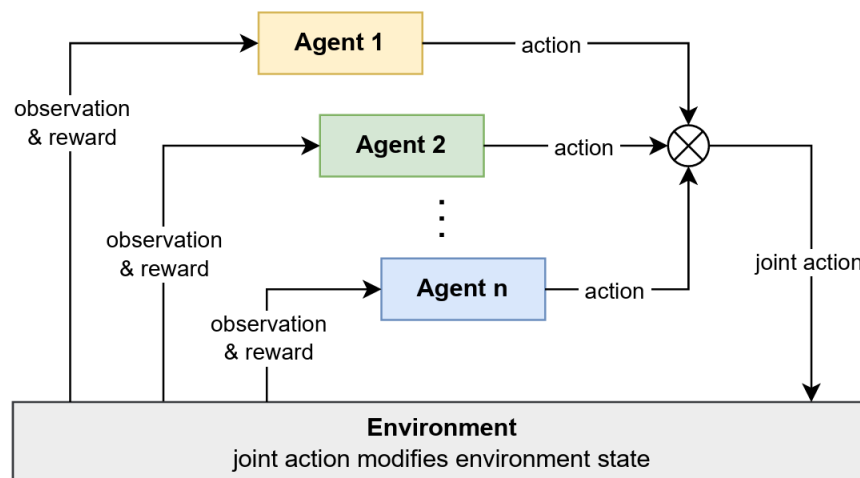 Agent 1
action
observation
& reward
Agent 2
action
observation
& reward
Agent n
action
joint action
observation
& reward
Environment
joint action modifies environment state